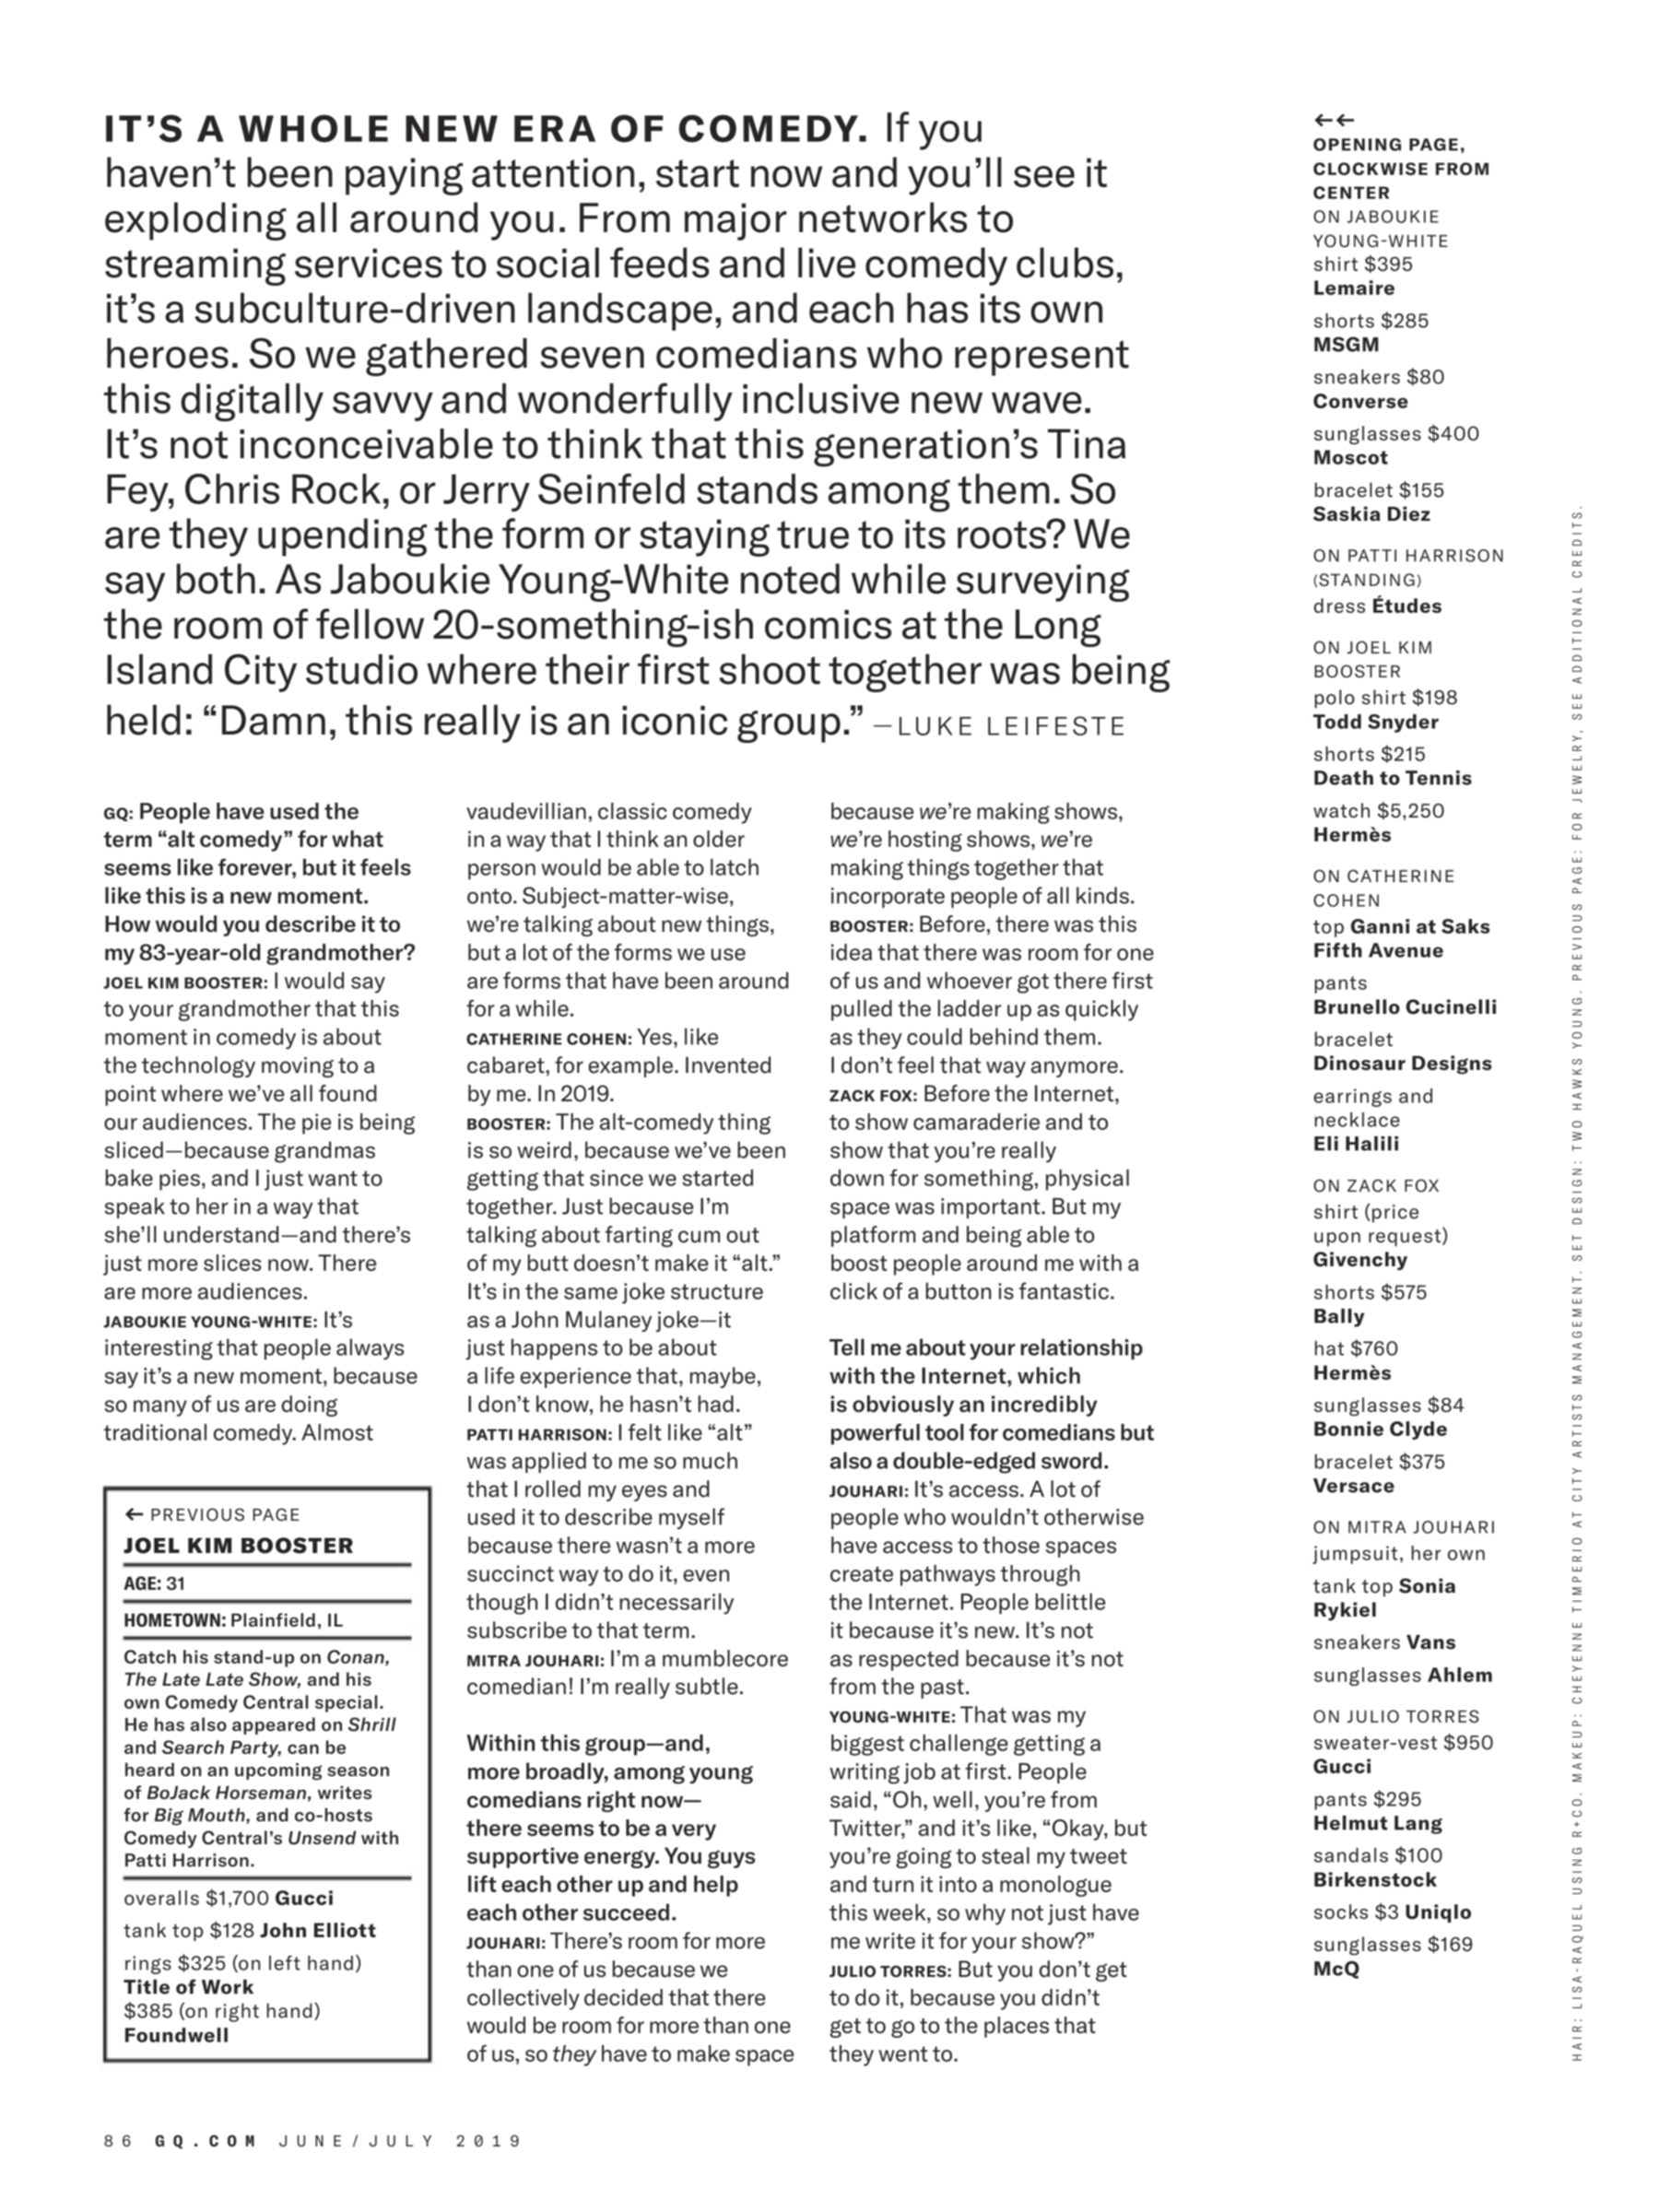 IT’S A WHOLE NEW ERA OF COMEDY. If you
haven’t been paying attention, start now and you’ll see it
exploding all around you. From major networks to
streaming services to social feeds and live comedy clubs,
it’s a subculture-driven landscape, and each has its own
heroes. So we gathered seven comedians who represent
this digitally savvy and wonderfully inclusive new wave.
It’s not inconceivable to think that this generation’s Tina
Fey, Chris Rock, or Jerry Seinfeld stands among them. So
are they upending the form or staying true to its roots? We
say both. As Jaboukie Young-White noted while surveying
the room of fellow 20-something-ish comics at the Long
Island City studio where their first shoot together was being
held: “Damn, this really is an iconic group.” —LUKE LEIFESTE
GQ: People have used the
term “alt comedy” for what
seems like forever, but it feels
like this is a new moment.
How would you describe it to
my 83-year-old grandmother?
JOEL KIM BOOSTER: I would say
to your grandmother that this
moment in comedy is about
the technology moving to a
point where we’ve all found
our audiences. The pie is being
sliced—because grandmas
bake pies, and I just want to
speak to her in a way that
she’ll understand—and there’s
just more slices now. There
are more audiences.
JABOUKIE YOUNG-WHITE: It’s
interesting that people always
say it’s a new moment, because
so many of us are doing
traditional comedy. Almost
← PREVIOUS PAGE
JOEL KIM BOOSTER
AGE: 31
HOMETOWN: Plainfield, IL
Catch his stand-up on Conan,
The Late Late Show, and his
own Comedy Central special.
He has also appeared on Shrill
and Search Party, can be
heard on an upcoming season
of BoJack Horseman, writes
for Big Mouth, and co-hosts
Comedy Central’s Unsend with
Patti Harrison.
overalls $1,700 Gucci
tank top $128 John Elliott
rings $325 (on left hand)
Title of Work
$385 (on right hand)
Foundwell
vaudevillian, classic comedy
in a way that I think an older
person would be able to latch
onto. Subject-matter-wise,
we’re talking about new things,
but a lot of the forms we use
are forms that have been around
for a while.
CATHERINE COHEN: Yes, like
cabaret, for example. Invented
by me. In 2019.
BOOSTER: The alt-comedy thing
is so weird, because we’ve been
getting that since we started
together. Just because I’m
talking about farting cum out
of my butt doesn’t make it “alt.”
It’s in the same joke structure
as a John Mulaney joke—it
just happens to be about
a life experience that, maybe,
I don’t know, he hasn’t had.
PATTI HARRISON: I felt like “alt”
was applied to me so much
that I rolled my eyes and
used it to describe myself
because there wasn’t a more
succinct way to do it, even
though I didn’t necessarily
subscribe to that term.
MITRA JOUHARI: I’m a mumblecore
comedian! I’m really subtle.
Within this group—and,
more broadly, among young
comedians right now—
there seems to be a very
supportive energy. You guys
lift each other up and help
each other succeed.
JOUHARI: There’s room for more
than one of us because we
collectively decided that there
would be room for more than one
of us, so they have to make space
because we’re making shows,
we’re hosting shows, we’re
making things together that
incorporate people of all kinds.
BOOSTER: Before, there was this
idea that there was room for one
of us and whoever got there first
pulled the ladder up as quickly
as they could behind them.
I don’t feel that way anymore.
ZACK FOX: Before the Internet,
to show camaraderie and to
show that you’re really
down for something, physical
space was important. But my
platform and being able to
boost people around me with a
click of a button is fantastic.
Tell me about your relationship
with the Internet, which
is obviously an incredibly
powerful tool for comedians but
also a double-edged sword.
JOUHARI: It’s access. A lot of
people who wouldn’t otherwise
have access to those spaces
create pathways through
the Internet. People belittle
it because it’s new. It’s not
as respected because it’s not
from the past.
YOUNG-WHITE: That was my
biggest challenge getting a
writing job at first. People
said, “Oh, well, you’re from
Twitter,” and it’s like, “Okay, but
you’re going to steal my tweet
and turn it into a monologue
this week, so why not just have
me write it for your show?”
JULIO TORRES: But you don’t get
to do it, because you didn’t
get to go to the places that
they went to.
←←
OPENING PAGE,
CLOCKWISE FROM
CENTER
ON JABOUKIE
YOUNG-WHITE
shirt $395
Lemaire
shorts $285
MSGM
sneakers $80
Converse
sunglasses $400
Moscot
bracelet $155
Saskia Diez
ON PATTI HARRISON
(STANDING)
dress Études
ON JOEL KIM
BOOSTER
polo shirt $198
Todd Snyder
shorts $215
Death to Tennis
watch $5,250
Hermès
ON CATHERINE
COHEN
top Ganni at Saks
Fifth Avenue
pants
Brunello Cucinelli
bracelet
Dinosaur Designs
earrings and
necklace
Eli Halili
ON ZACK FOX
shirt (price
upon request)
Givenchy
shorts $575
Bally
hat $760
Hermès
sunglasses $84
Bonnie Clyde
bracelet $375
Versace
ON MITRA JOUHARI
jumpsuit, her own
tank top Sonia
Rykiel
sneakers Vans
sunglasses Ahlem
ON JULIO TORRES
sweater-vest $950
Gucci
pants $295
Helmut Lang
sandals $100
Birkenstock
socks $3 Uniqlo
sunglasses $169
McQ
HAIR: LISA-RAQUEL USING R+CO. MAKEUP: CHEYENNE TIMPERIO AT CITY ARTISTS MANAGEMENT. SET DESIGN: TWO HAWKS YOUNG. PREVIOUS PAGE: FOR JEWELRY, SEE ADDITIONAL CREDITS.
86 GQ.COM JUNE/JULY 2019